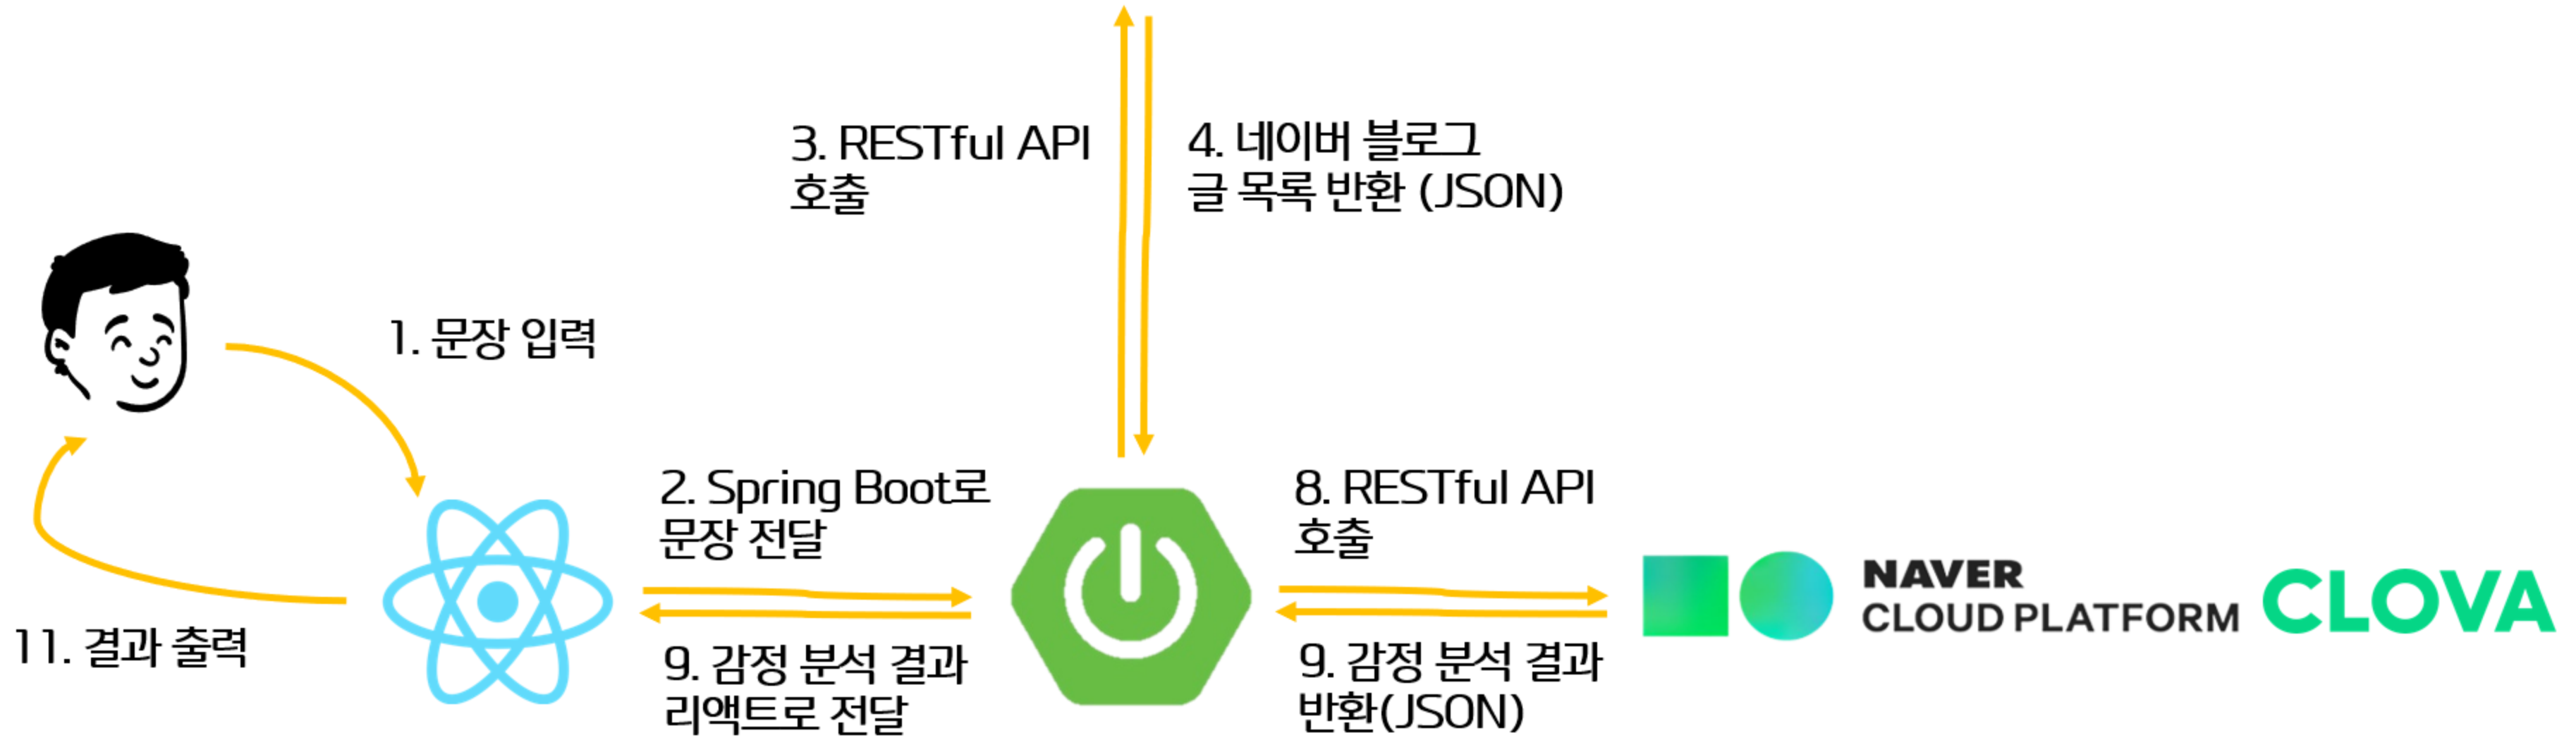 3. RESTful API
호출
4. 네이버 블로그
글 목록 반환 (JSON)
1. 문장 입력
2. Spring Boot로
문장 전달
8. RESTful API
호출
NAVER
CLOUD PLATFORM
CLOVA
11. 결과 출력
9. 감정 분석 결과
리액트로 전달
9. 감정 분석 결과
반환(JSON)